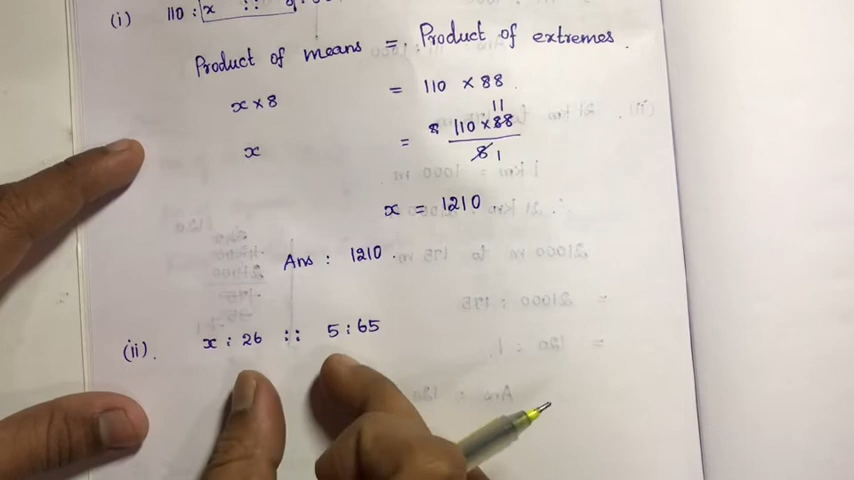 (i) 110 : x ::
Product of means = Product of extremes.
x × 8 = 110 × 88
11
x = 110 × 88
8 1
x = 1210.
Ans : 1210.
(ii). x : 26 :: 5 : 65